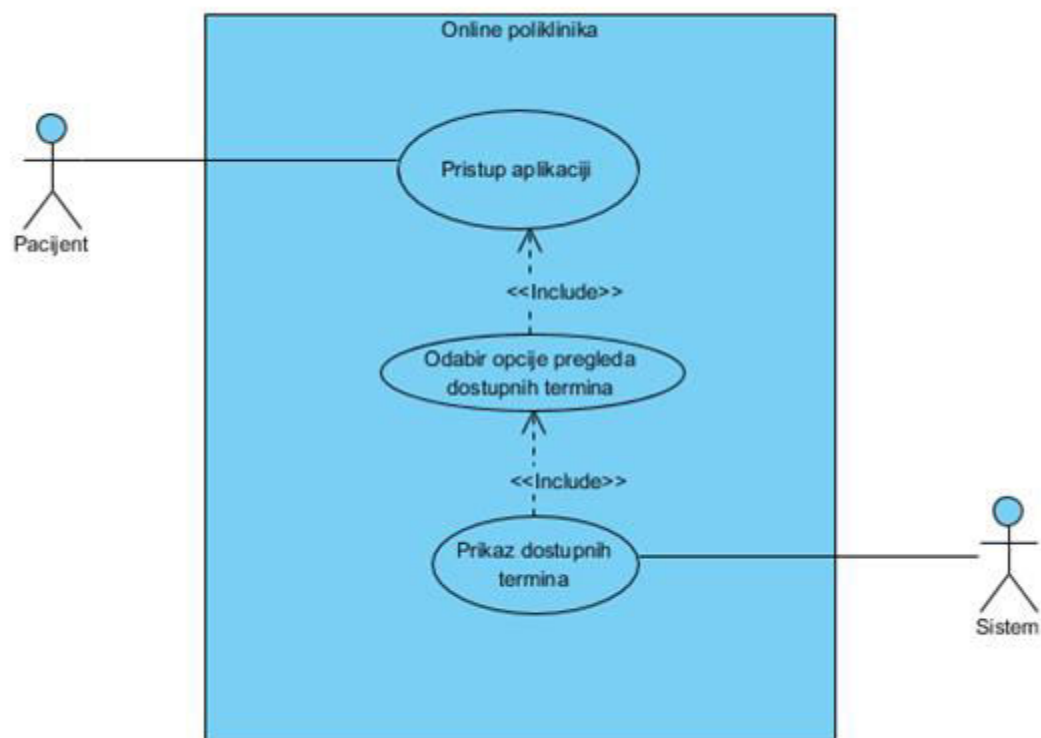 Online poliklinika
Pristup aplikaciji
Pacijent
<<Include>>
Odabir opcije pregleda
dostupnih termina
<<Include>>
Prikaz dostupnih
termina
Sistem